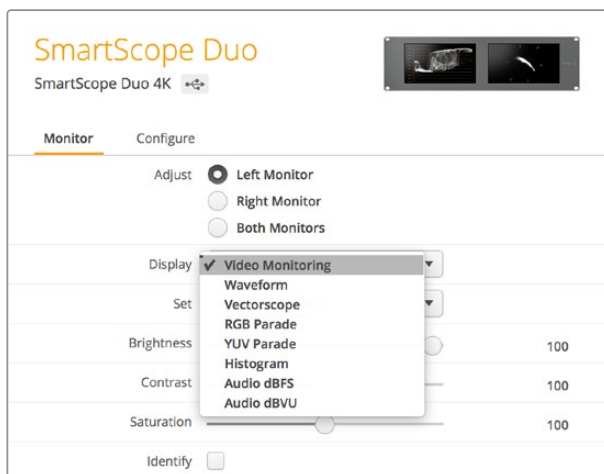 SmartScope Duo
SmartScope Duo 4K
Monitor Configure
Adjust Left Monitor
Right Monitor
Both Monitors
Display ✓ Video Monitoring
Waveform
Set Vectorscope
RGB Parade
Brightness YUV Parade 100
Histogram
Contrast Audio dBFS 100
Audio dBVU
Saturation 100
Identify